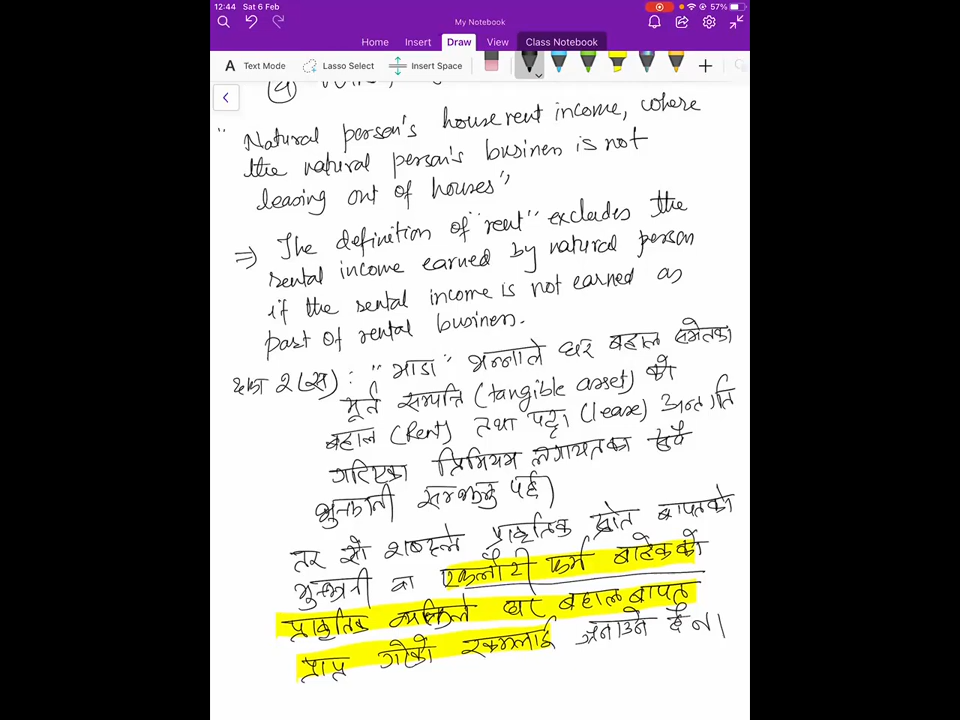 12:44 Sat 6 Feb
57%
My Notebook
Home Insert Draw View Class Notebook
Text Mode Lasso Select Insert Space
"Natural person's house rent income, where
the natural person's business is not
leasing out of houses"
⇒ The definition of "rent" excludes the
rental income earned by natural person
if the rental income is not earned as
part of rental business.
दफा 2(स): "भाडा" भन्नाले घर बहाल समेतका
मूर्त सम्पत्ति (tangible asset) को
बहाल (Rent) तथा पट्टा (lease) अन्तर्गत
गरिएका प्रिमियम लगायतका सबै
भुक्तानी सम्झनु पर्छ।
तर सो शब्दले प्राकृतिक स्रोत बापतको
भुक्तानी वा एकलौटी फर्म बाहेकको
प्राकृतिक व्यक्तिले घर बहाल बापत
प्राप्त गरेको रकमलाई जनाउने छैन।